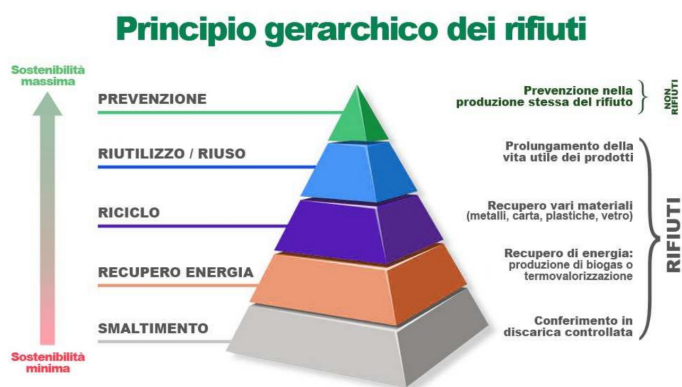 Principio gerarchico dei rifiuti
Sostenibilità
massima
PREVENZIONE
Prevenzione nella
produzione stessa del rifiuto
NON
RIFIUTI
RIUTILIZZO / RIUSO
Prolungamento della
vita utile dei prodotti
RICICLO
Recupero vari materiali
(metalli, carta, plastiche, vetro)
RECUPERO ENERGIA
Recupero di energia:
produzione di biogas o
termovalorizzazione
RIFIUTI
SMALTIMENTO
Conferimento in
discarica controllata
Sostenibilità
minima